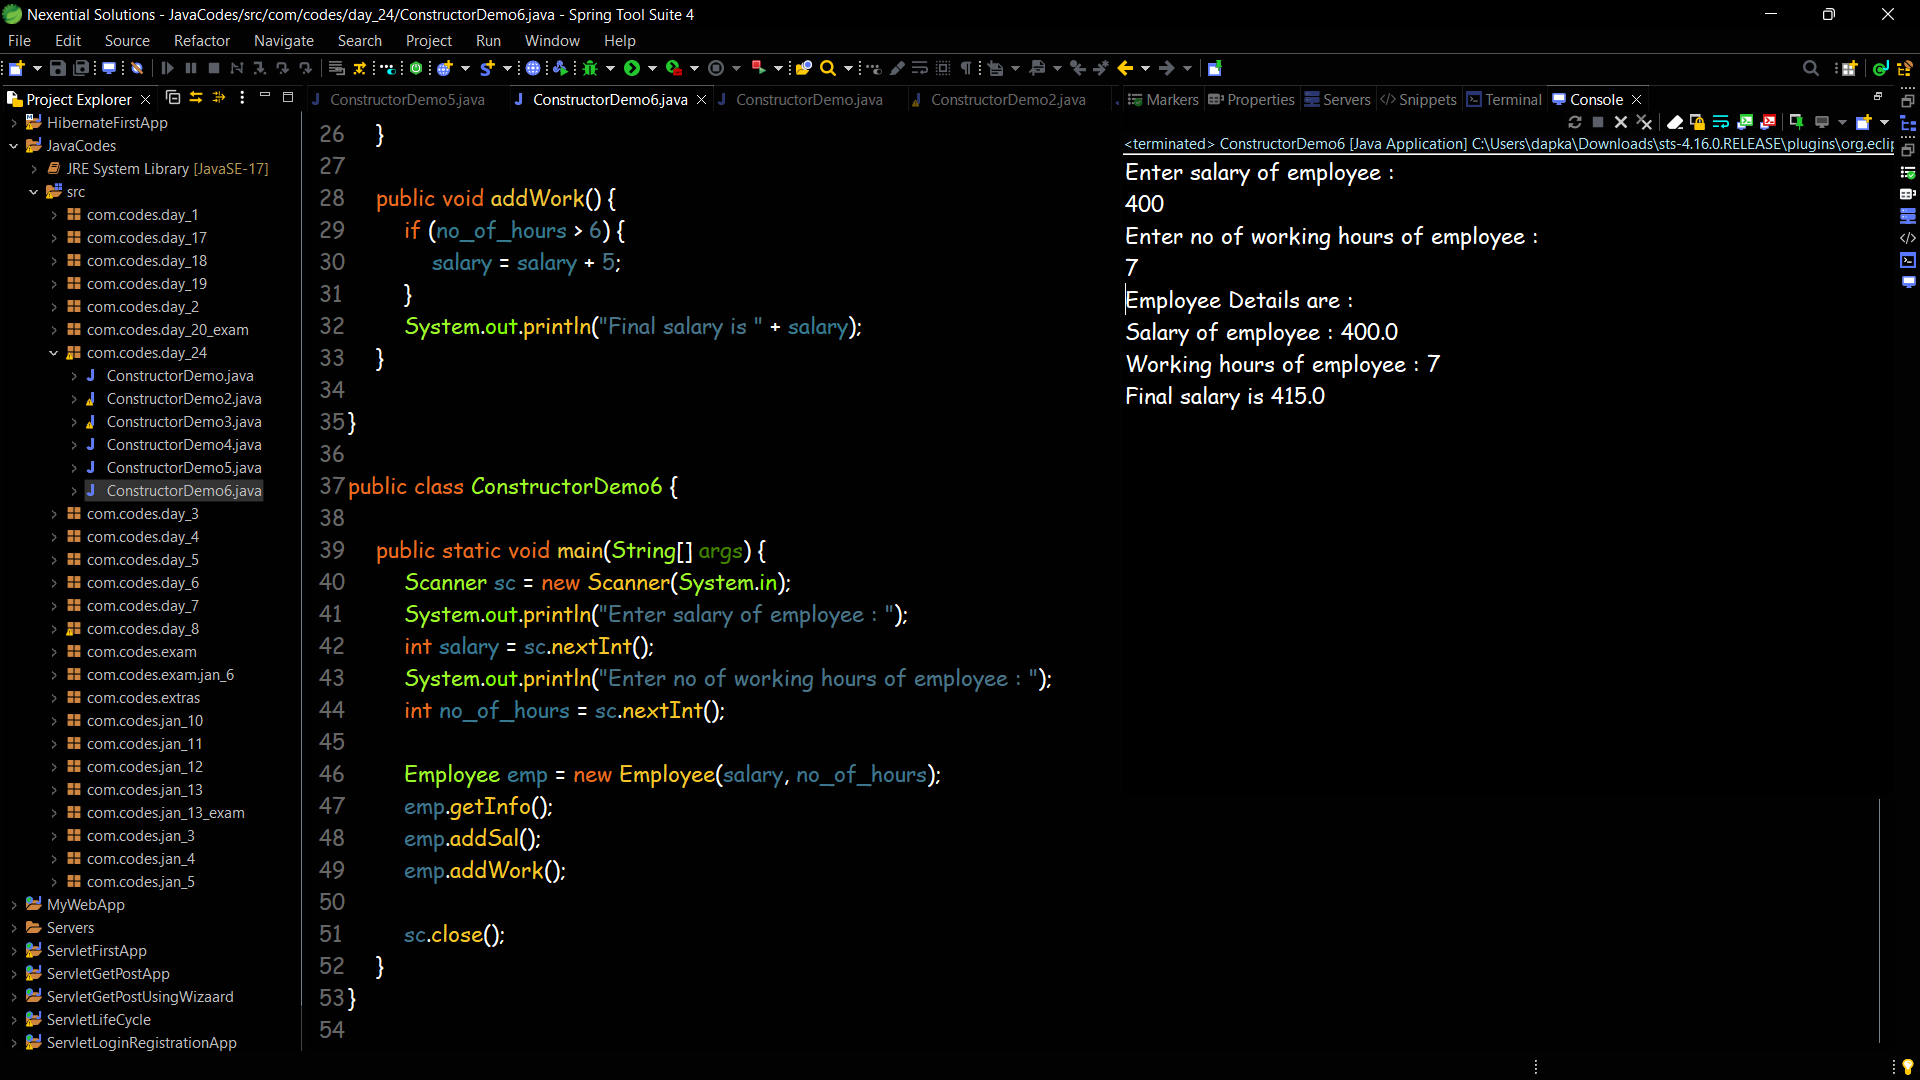 Nexential Solutions - JavaCodes/src/com/codes/day_24/ConstructorDemo6.java - Spring Tool Suite 4
File Edit Source Refactor Navigate Search Project Run Window Help
Project Explorer
HibernateFirstApp
JavaCodes
JRE System Library [JavaSE-17]
src
com.codes.day_1
com.codes.day_17
com.codes.day_18
com.codes.day_19
com.codes.day_2
com.codes.day_20_exam
com.codes.day_24
ConstructorDemo.java
ConstructorDemo2.java
ConstructorDemo3.java
ConstructorDemo4.java
ConstructorDemo5.java
ConstructorDemo6.java
com.codes.day_3
com.codes.day_4
com.codes.day_5
com.codes.day_6
com.codes.day_7
com.codes.day_8
com.codes.exam
com.codes.exam.jan_6
com.codes.extras
com.codes.jan_10
com.codes.jan_11
com.codes.jan_12
com.codes.jan_13
com.codes.jan_13_exam
com.codes.jan_3
com.codes.jan_4
com.codes.jan_5
MyWebApp
Servers
ServletFirstApp
ServletGetPostApp
ServletGetPostUsingWizaard
ServletLifeCycle
ServletLoginRegistrationApp
ConstructorDemo5.java ConstructorDemo6.java ConstructorDemo.java ConstructorDemo2.java
26 }
27
28 public void addWork() {
29 if (no_of_hours > 6) {
30 salary = salary + 5;
31 }
32 System.out.println("Final salary is " + salary);
33 }
34
35 }
36
37 public class ConstructorDemo6 {
38
39 public static void main(String[] args) {
40 Scanner sc = new Scanner(System.in);
41 System.out.println("Enter salary of employee : ");
42 int salary = sc.nextInt();
43 System.out.println("Enter no of working hours of employee : ");
44 int no_of_hours = sc.nextInt();
45
46 Employee emp = new Employee(salary, no_of_hours);
47 emp.getInfo();
48 emp.addSal();
49 emp.addWork();
50
51 sc.close();
52 }
53 }
54
Markers Properties Servers Snippets Terminal Console
<terminated> ConstructorDemo6 [Java Application] C:\Users\dapka\Downloads\sts-4.16.0.RELEASE\plugins\org.eclip
Enter salary of employee :
400
Enter no of working hours of employee :
7
Employee Details are :
Salary of employee : 400.0
Working hours of employee : 7
Final salary is 415.0